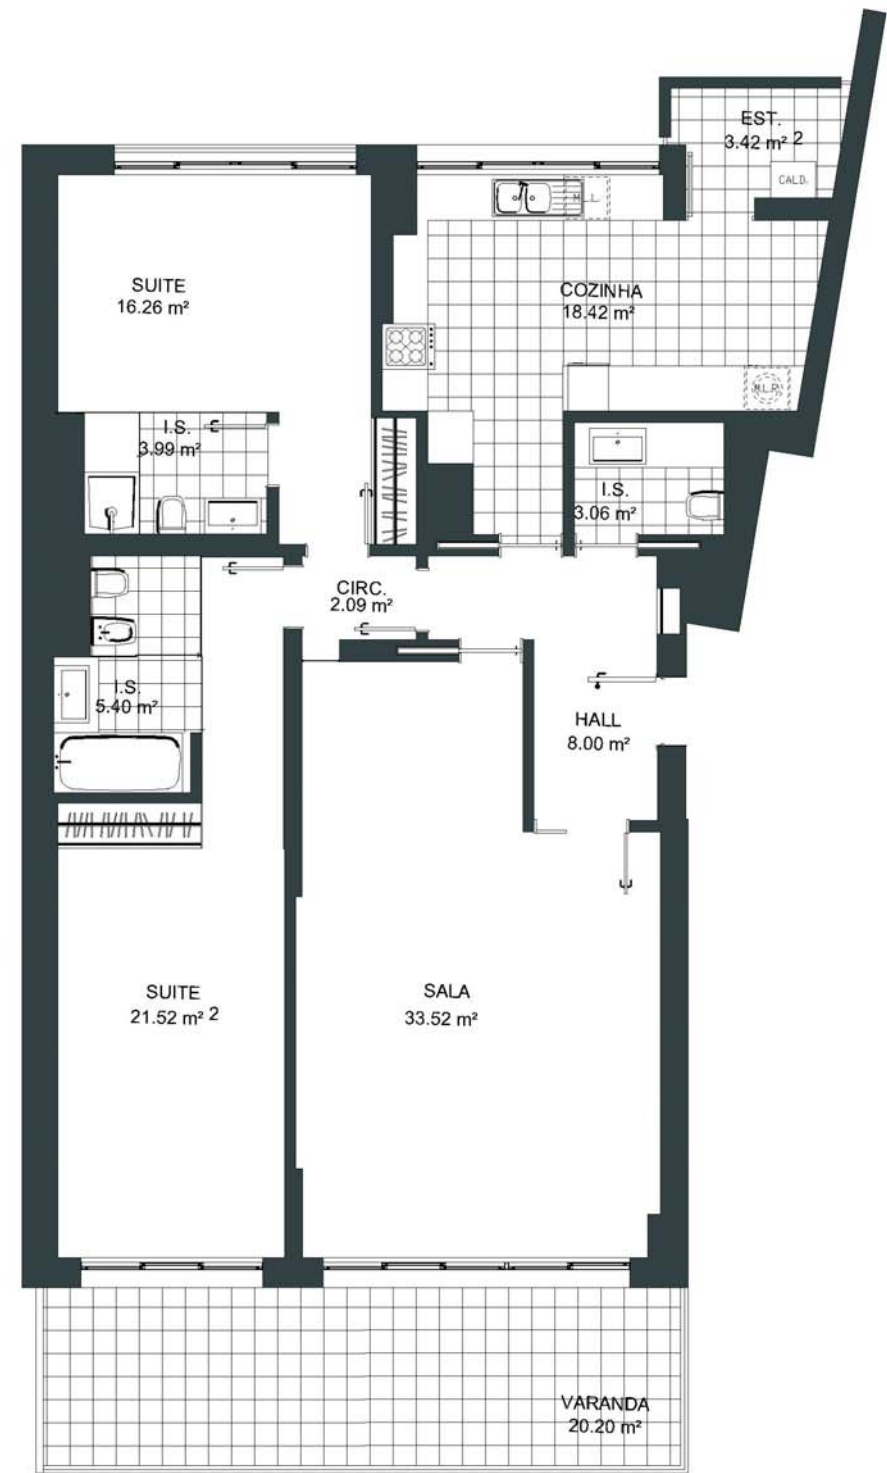 EST.
3.42 m² 2
CALD.
M.L.
SUITE
16.26 m²
COZINHA
18.42 m²
M.L.R.
I.S.
3.99 m²
I.S.
3.06 m²
CIRC.
2.09 m²
I.S.
5.40 m²
HALL
8.00 m²
SUITE
21.52 m² 2
SALA
33.52 m²
VARANDA
20.20 m²